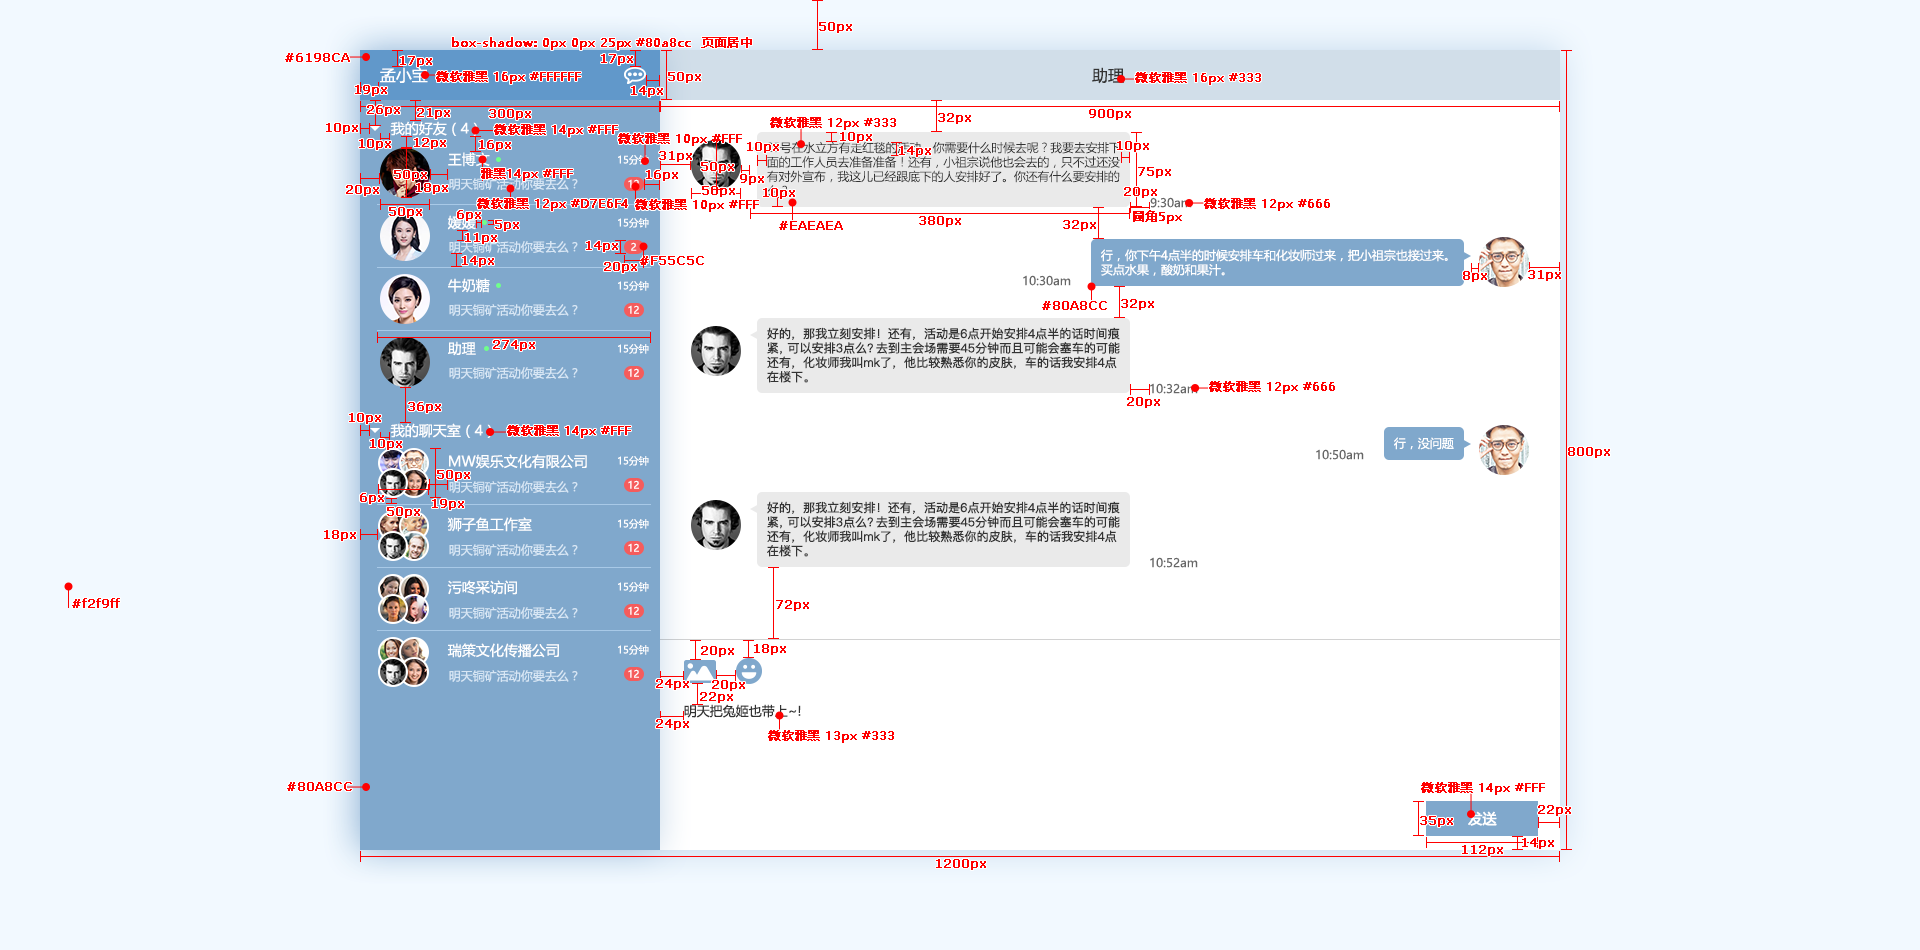 50px
box-shadow: 0px 0px 25px #80a8cc 页面居中
#6198CA
17px
17px
孟小宝
微软雅黑 16px #FFFFFF
50px
助理
微软雅黑 16px #333
19px
14px
26px
21px
300px
900px
32px
10px
我的好友 ( 4 )
微软雅黑 14px #FFF
微软雅黑 12px #333
10px
12px
16px
微软雅黑 10px #FFF
10px
10px
14px
10px
王博
15分钟
31px
50px
号在水立方有走红毯的活动，你需要什么时候去呢？我要去安排下
面的工作人员去准备准备！还有，小祖宗说他也会去的，只不过还没
有对外宣布，我这儿已经跟底下的人安排好了。你还有什么要安排的
75px
50px
18px
雅黑14px #FFF
16px
9px
20px
明天铜矿活动你要去么？
50px
10px
20px
50px
微软雅黑 12px #D7E6F4
微软雅黑 10px #FFF
9:30am
微软雅黑 12px #666
6px
5px
媛媛
15分钟
#EAEAEA
380px
圆角5px
32px
11px
14px
明天铜矿活动你要去么？
2
14px
20px
#F55C5C
行，你下午4点半的时候安排车和化妆师过来，把小祖宗也接过来。
买点水果，酸奶和果汁。
8px
31px
10:30am
牛奶糖
15分钟
明天铜矿活动你要去么？
12
#80A8CC
32px
274px
助理
15分钟
明天铜矿活动你要去么？
12
好的，那我立刻安排！还有，活动是6点开始安排4点半的话时间痕
紧, 可以安排3点么? 去到主会场需要45分钟而且可能会塞车的可能
还有，化妆师我叫mk了，他比较熟悉你的皮肤，车的话我安排4点
在楼下。
10:32am
微软雅黑 12px #666
20px
36px
10px
我的聊天室 ( 4 )
微软雅黑 14px #FFF
10px
MW娱乐文化有限公司
15分钟
50px
明天铜矿活动你要去么？
12
6px
19px
50px
行，没问题
10:50am
800px
18px
狮子鱼工作室
15分钟
明天铜矿活动你要去么？
12
好的，那我立刻安排！还有，活动是6点开始安排4点半的话时间痕
紧, 可以安排3点么? 去到主会场需要45分钟而且可能会塞车的可能
还有，化妆师我叫mk了，他比较熟悉你的皮肤，车的话我安排4点
在楼下。
10:52am
污咚采访间
15分钟
明天铜矿活动你要去么？
12
#f2f9ff
72px
瑞策文化传播公司
15分钟
明天铜矿活动你要去么？
12
20px
18px
24px
20px
22px
24px
明天把兔姬也带上~!
微软雅黑 13px #333
#80A8CC
微软雅黑 14px #FFF
35px
发送
22px
112px
14px
1200px